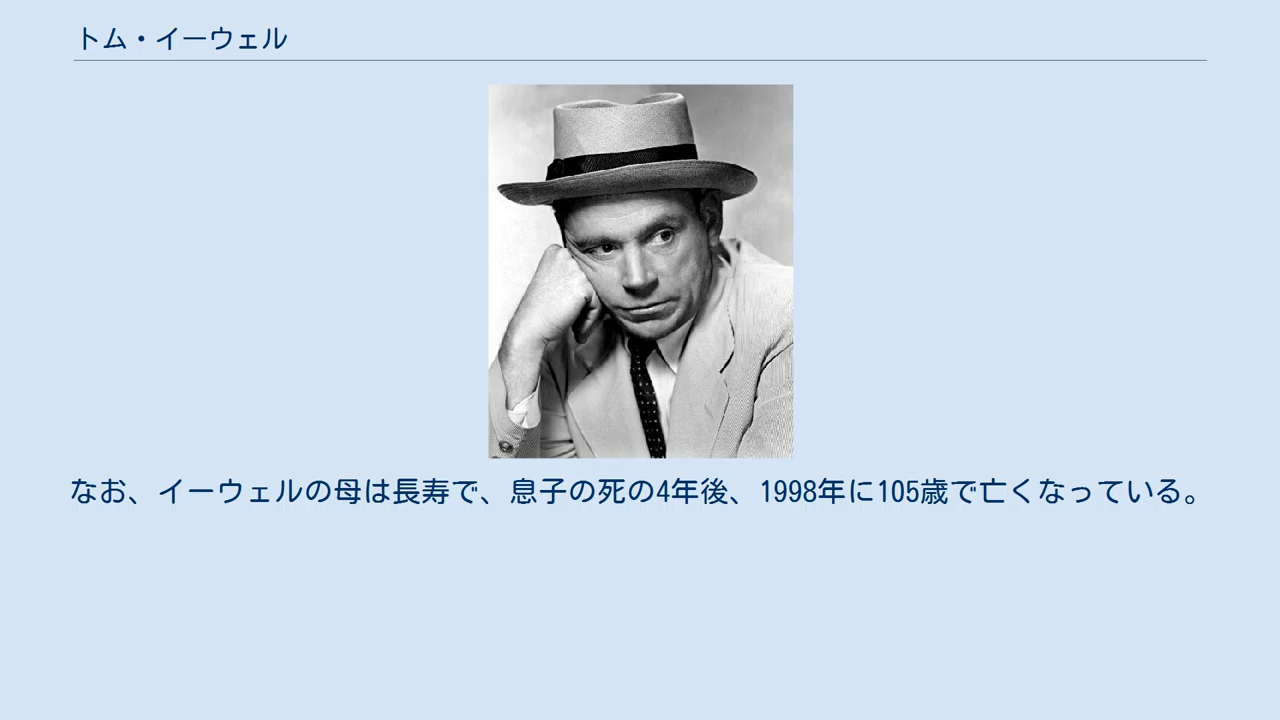 トム・イーウェル
なお、イーウェルの母は長寿で、息子の死の4年後、1998年に105歳で亡くなっている。